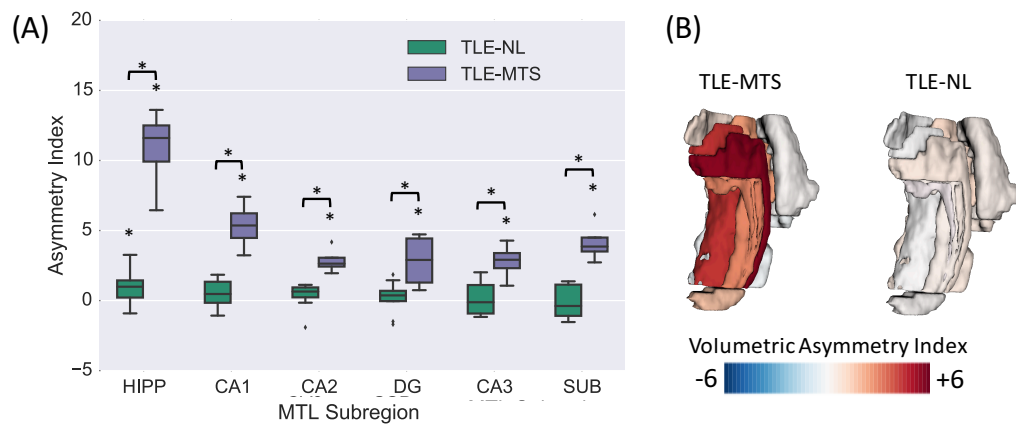 (A)
20
15
10
5
0
−5
Asymmetry Index
TLE-NL
TLE-MTS
*
*
*
*
*
*
*
*
*
*
*
*
*
HIPP CA1 CA2 DG CA3 SUB
MTL Subregion
(B)
TLE-MTS TLE-NL
Volumetric Asymmetry Index
-6 +6